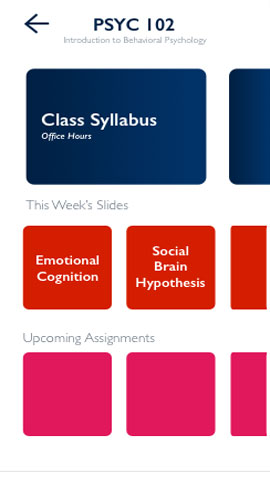 PSYC 102
Introduction to Behavioral Psychology
Class Syllabus
Office Hours
This Week's Slides
Emotional
Cognition
Social
Brain
Hypothesis
Upcoming Assignments